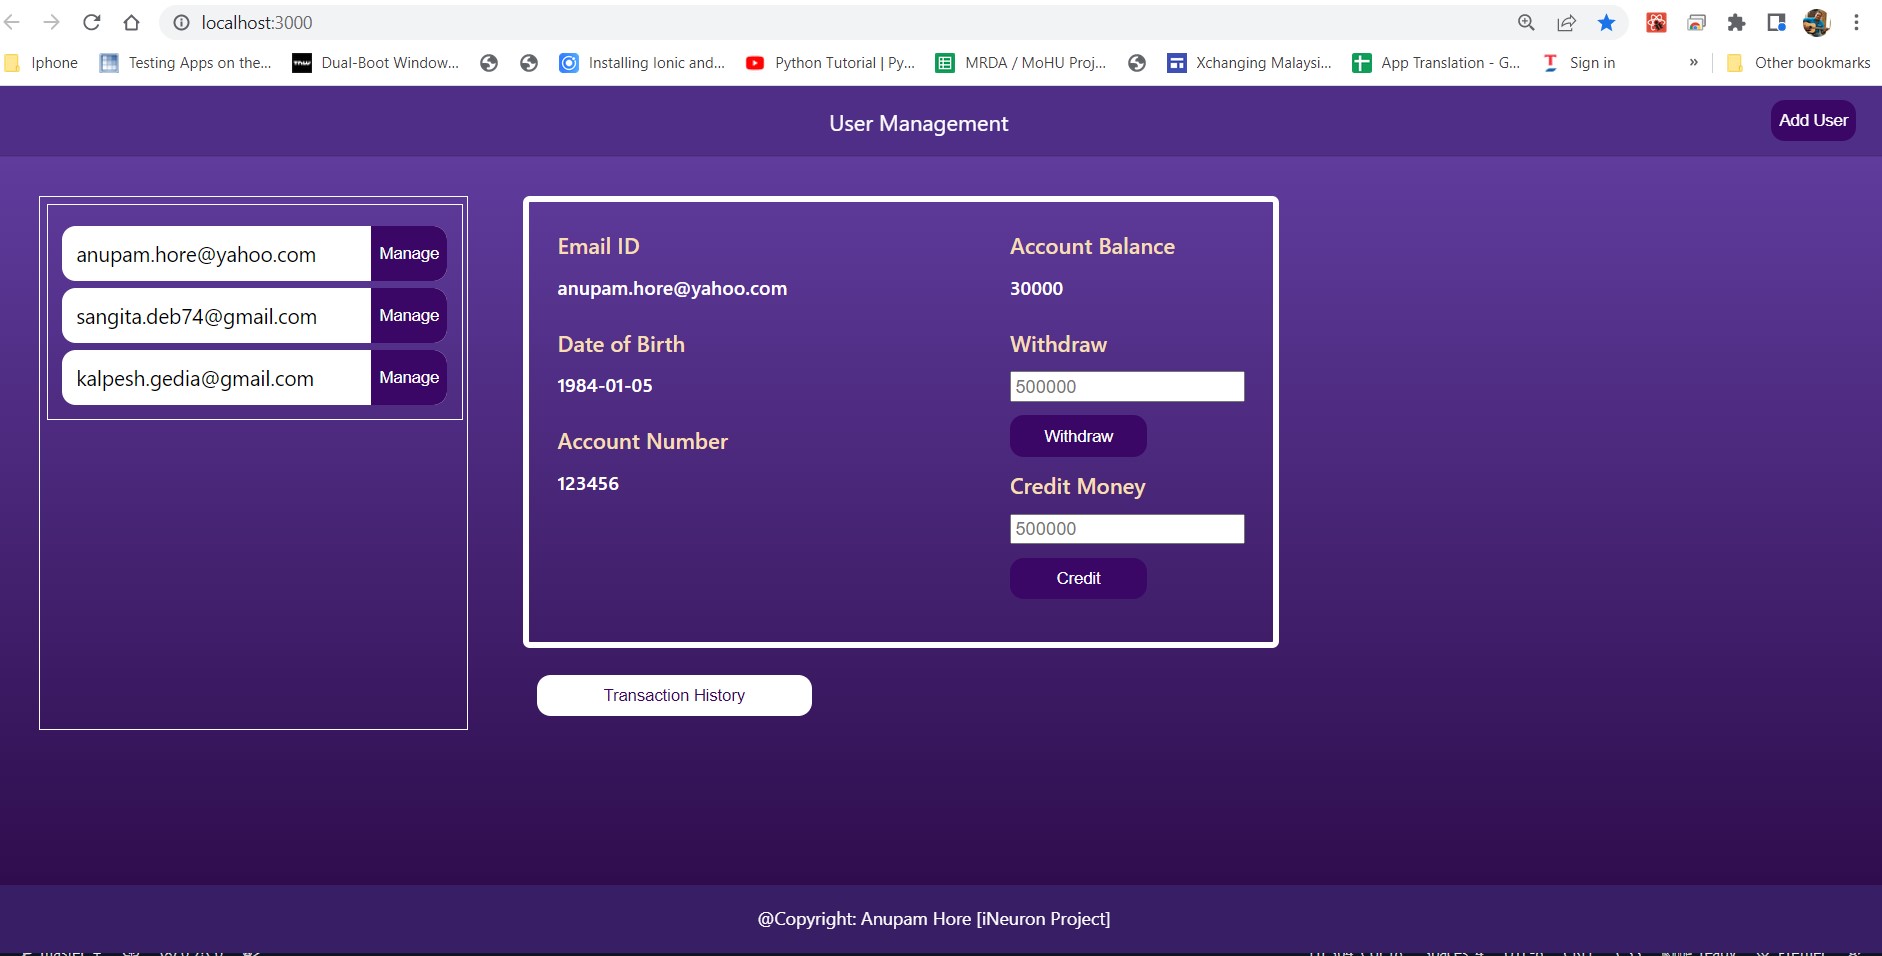 localhost:3000
Iphone
Testing Apps on the...
Dual-Boot Window...
Installing Ionic and...
Python Tutorial | Py...
MRDA / MoHU Proj...
Xchanging Malaysi...
App Translation - G...
Sign in
»
Other bookmarks
User Management
Add User
anupam.hore@yahoo.com
Manage
sangita.deb74@gmail.com
Manage
kalpesh.gedia@gmail.com
Manage
Email ID
anupam.hore@yahoo.com
Date of Birth
1984-01-05
Account Number
123456
Account Balance
30000
Withdraw
500000
Withdraw
Credit Money
500000
Credit
Transaction History
@Copyright: Anupam Hore [iNeuron Project]